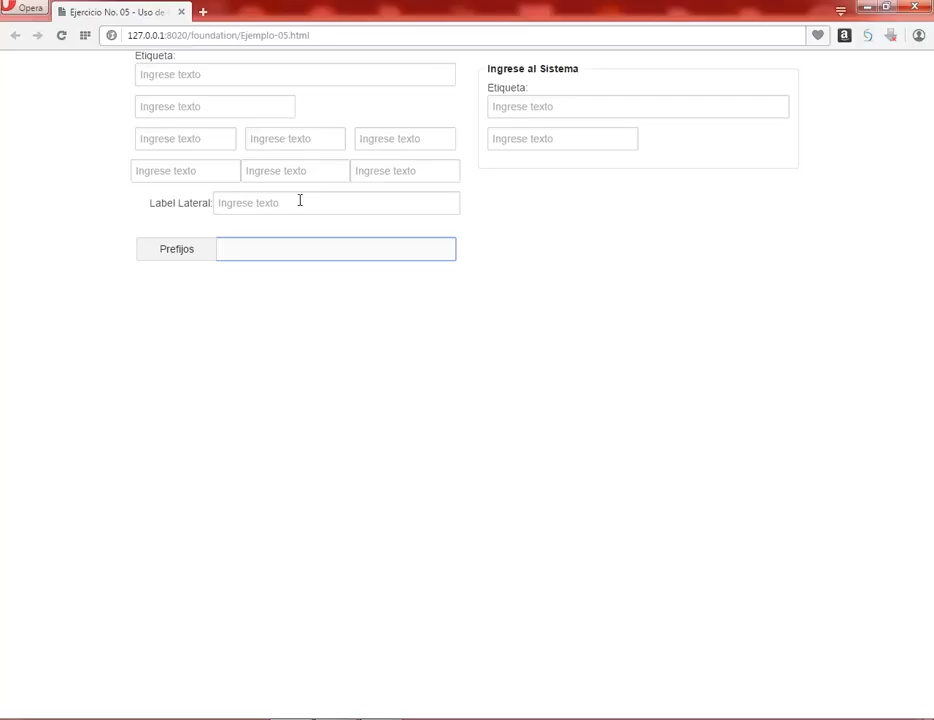 Opera
Ejercicio No. 05 - Uso de
127.0.0.1:8020/foundation/Ejemplo-05.html
Etiqueta:
Ingrese texto
Ingrese texto
Ingrese texto Ingrese texto Ingrese texto
Ingrese texto Ingrese texto Ingrese texto
Label Lateral: Ingrese texto
Prefijos
Ingrese al Sistema
Etiqueta:
Ingrese texto
Ingrese texto